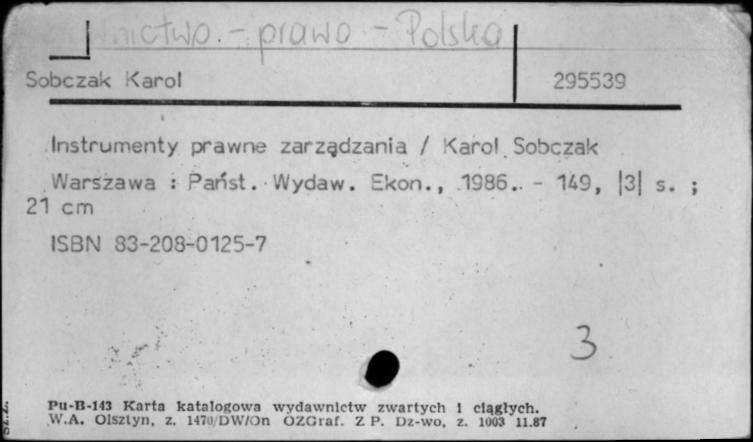 - prawo - Polska
Sobczak Karol 295539
Instrumenty prawne zarządzania / Karol Sobczak
Warszawa : Państ. Wydaw. Ekon., 1986. - 149, |3| s. ;
21 cm
ISBN 83-208-0125-7
3
Pu-B-143 Karta katalogowa wydawnictw zwartych i ciągłych.
W.A. Olsztyn, z. 1470/DW/On OZGraf. Z P. Dz-wo, z. 1003 11.87